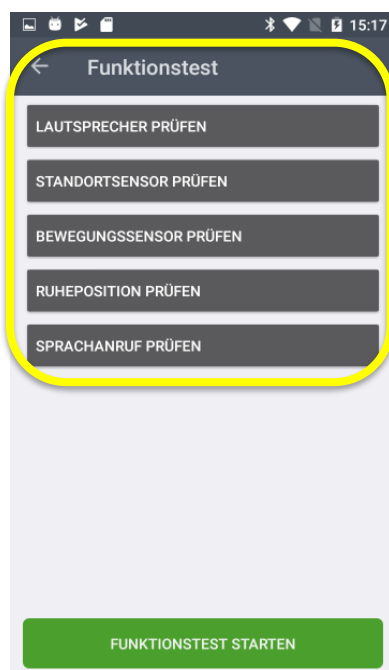 15:17
Funktionstest
LAUTSPRECHER PRÜFEN
STANDORTSENSOR PRÜFEN
BEWEGUNGSSENSOR PRÜFEN
RUHEPOSITION PRÜFEN
SPRACHANRUF PRÜFEN
FUNKTIONSTEST STARTEN